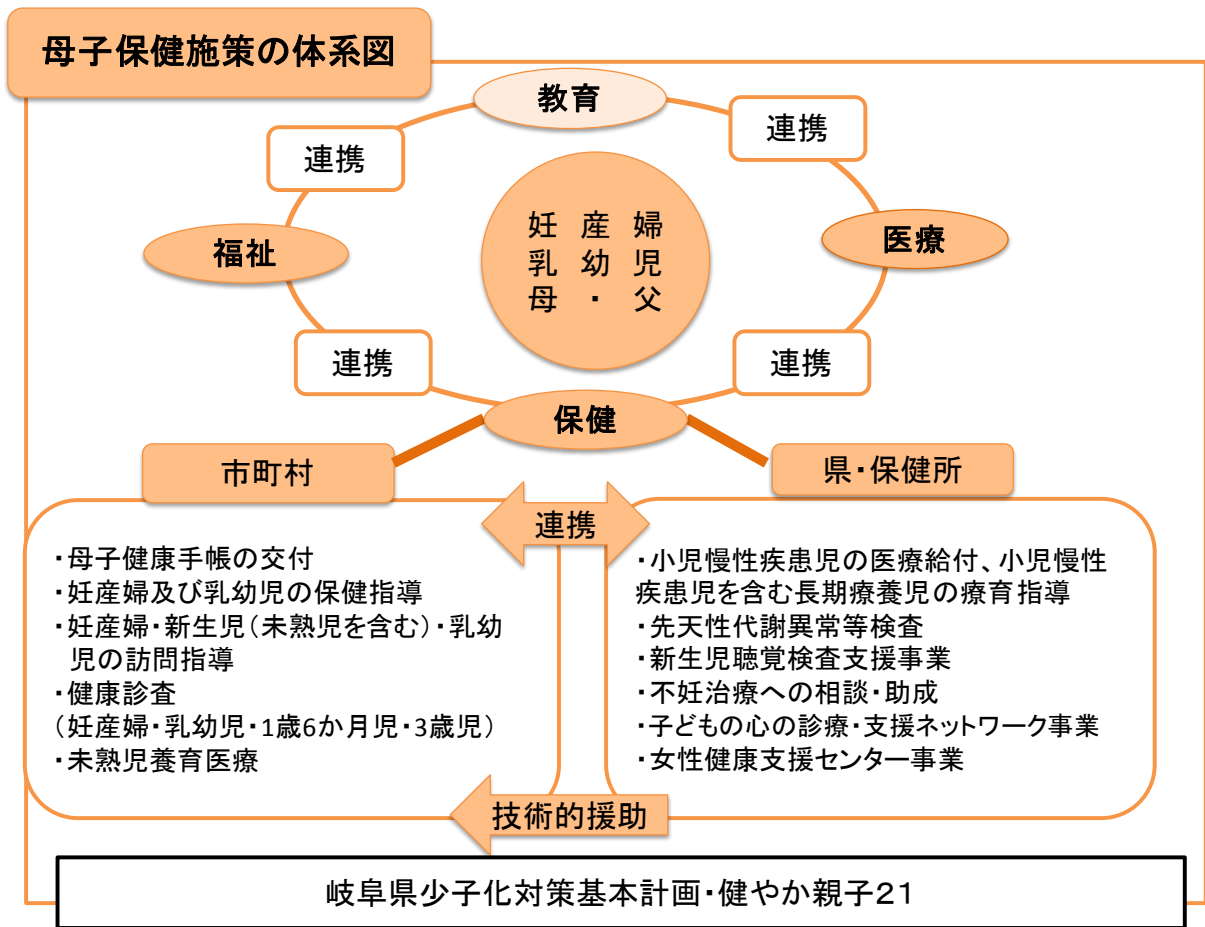 母子保健施策の体系図
教育
連携
連携
妊 産 婦
乳 幼 児
母 ・ 父
福祉
医療
連携
連携
保健
市町村
県・保健所
連携
・母子健康手帳の交付
・妊産婦及び乳幼児の保健指導
・妊産婦・新生児(未熟児を含む)・乳幼
児の訪問指導
・健康診査
(妊産婦・乳幼児・1歳6か月児・3歳児)
・未熟児養育医療
・小児慢性疾患児の医療給付、小児慢性
疾患児を含む長期療養児の療育指導
・先天性代謝異常等検査
・新生児聴覚検査支援事業
・不妊治療への相談・助成
・子どもの心の診療・支援ネットワーク事業
・女性健康支援センター事業
技術的援助
岐阜県少子化対策基本計画・健やか親子21